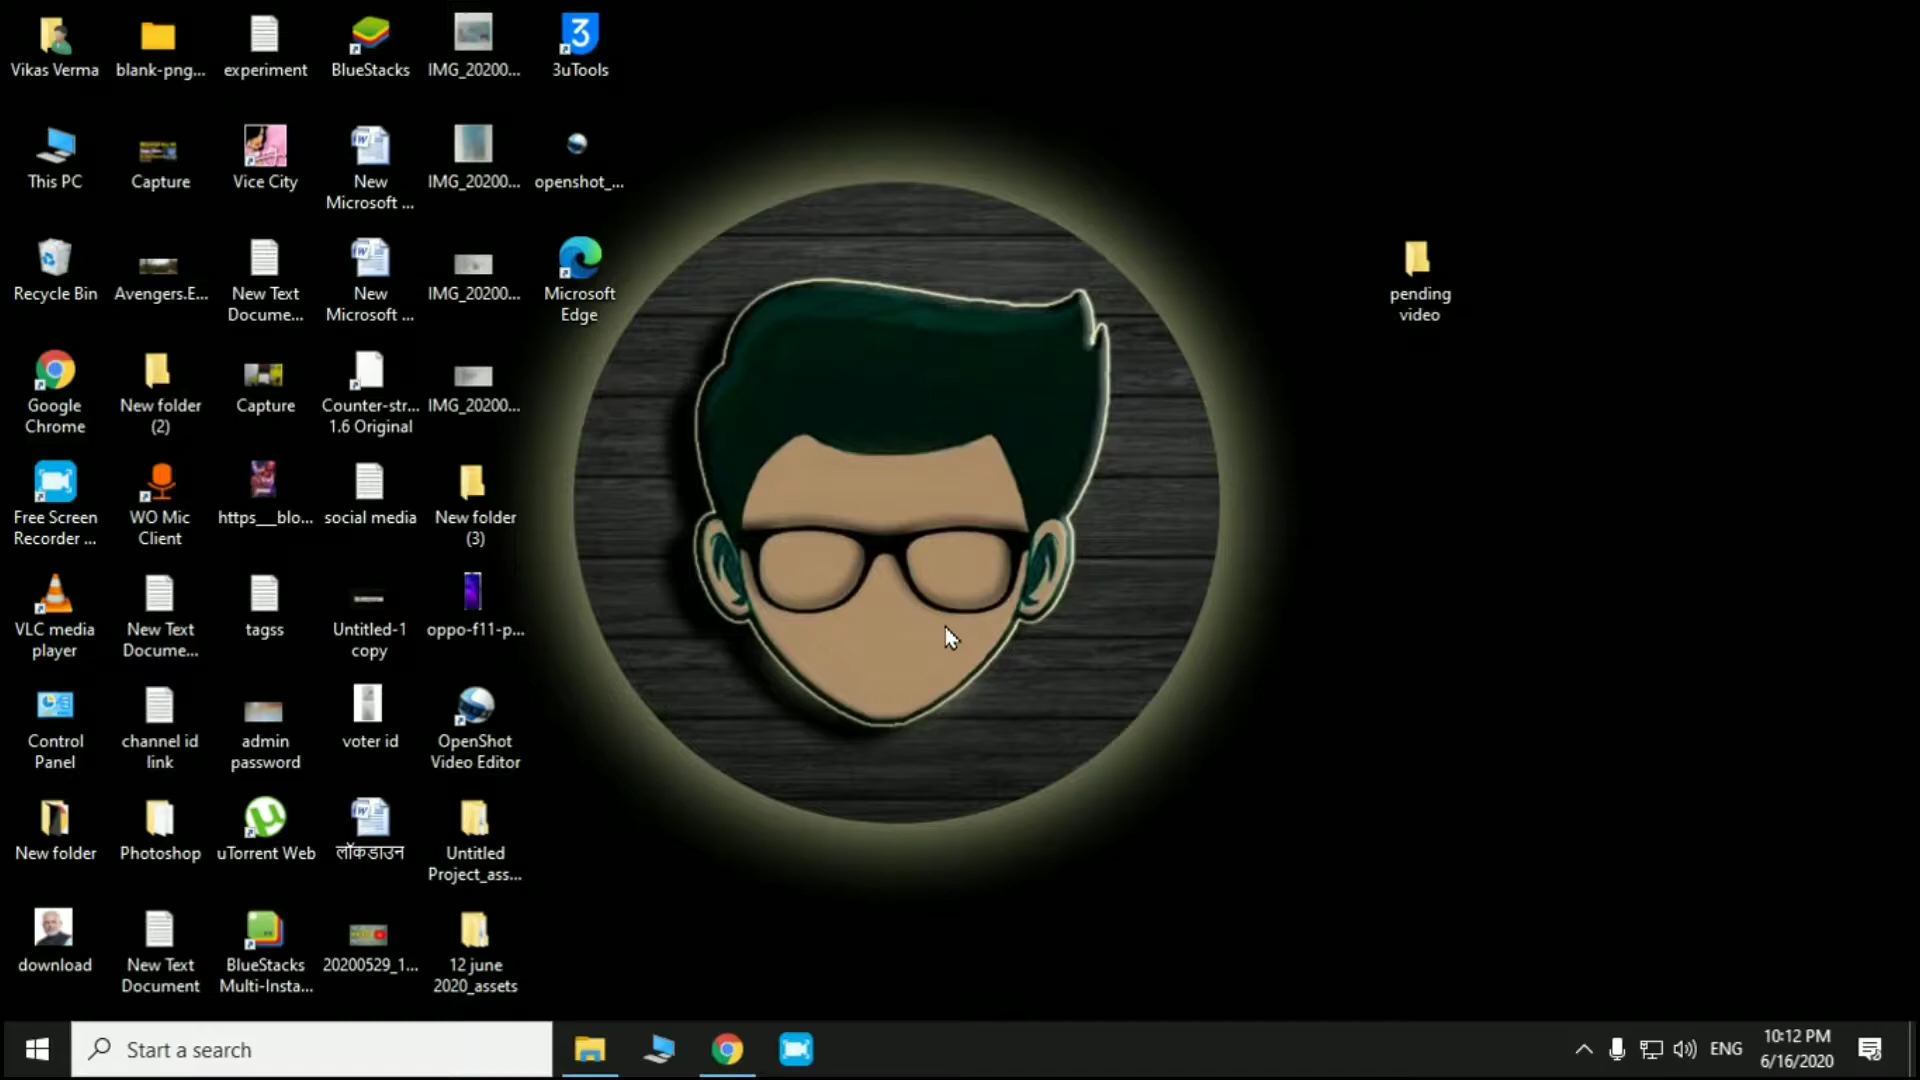 Vikas Verma
blank-png...
experiment
BlueStacks
IMG_20200...
3uTools
This PC
Capture
Vice City
New
Microsoft ...
IMG_20200...
openshot_...
Recycle Bin
Avengers.E...
New Text
Docume...
New
Microsoft ...
IMG_20200...
Microsoft
Edge
pending
video
Google
Chrome
New folder
(2)
Capture
Counter-str...
1.6 Original
IMG_20200...
Free Screen
Recorder ...
WO Mic
Client
https__blo...
social media
New folder
(3)
VLC media
player
New Text
Docume...
tagss
Untitled-1
copy
oppo-f11-p...
Control
Panel
channel id
link
admin
password
voter id
OpenShot
Video Editor
New folder
Photoshop
uTorrent Web
लॉकडाउन
Untitled
Project_ass...
download
New Text
Document
BlueStacks
Multi-Insta...
20200529_1...
12 june
2020_assets
Start a search
ENG
10:12 PM
6/16/2020